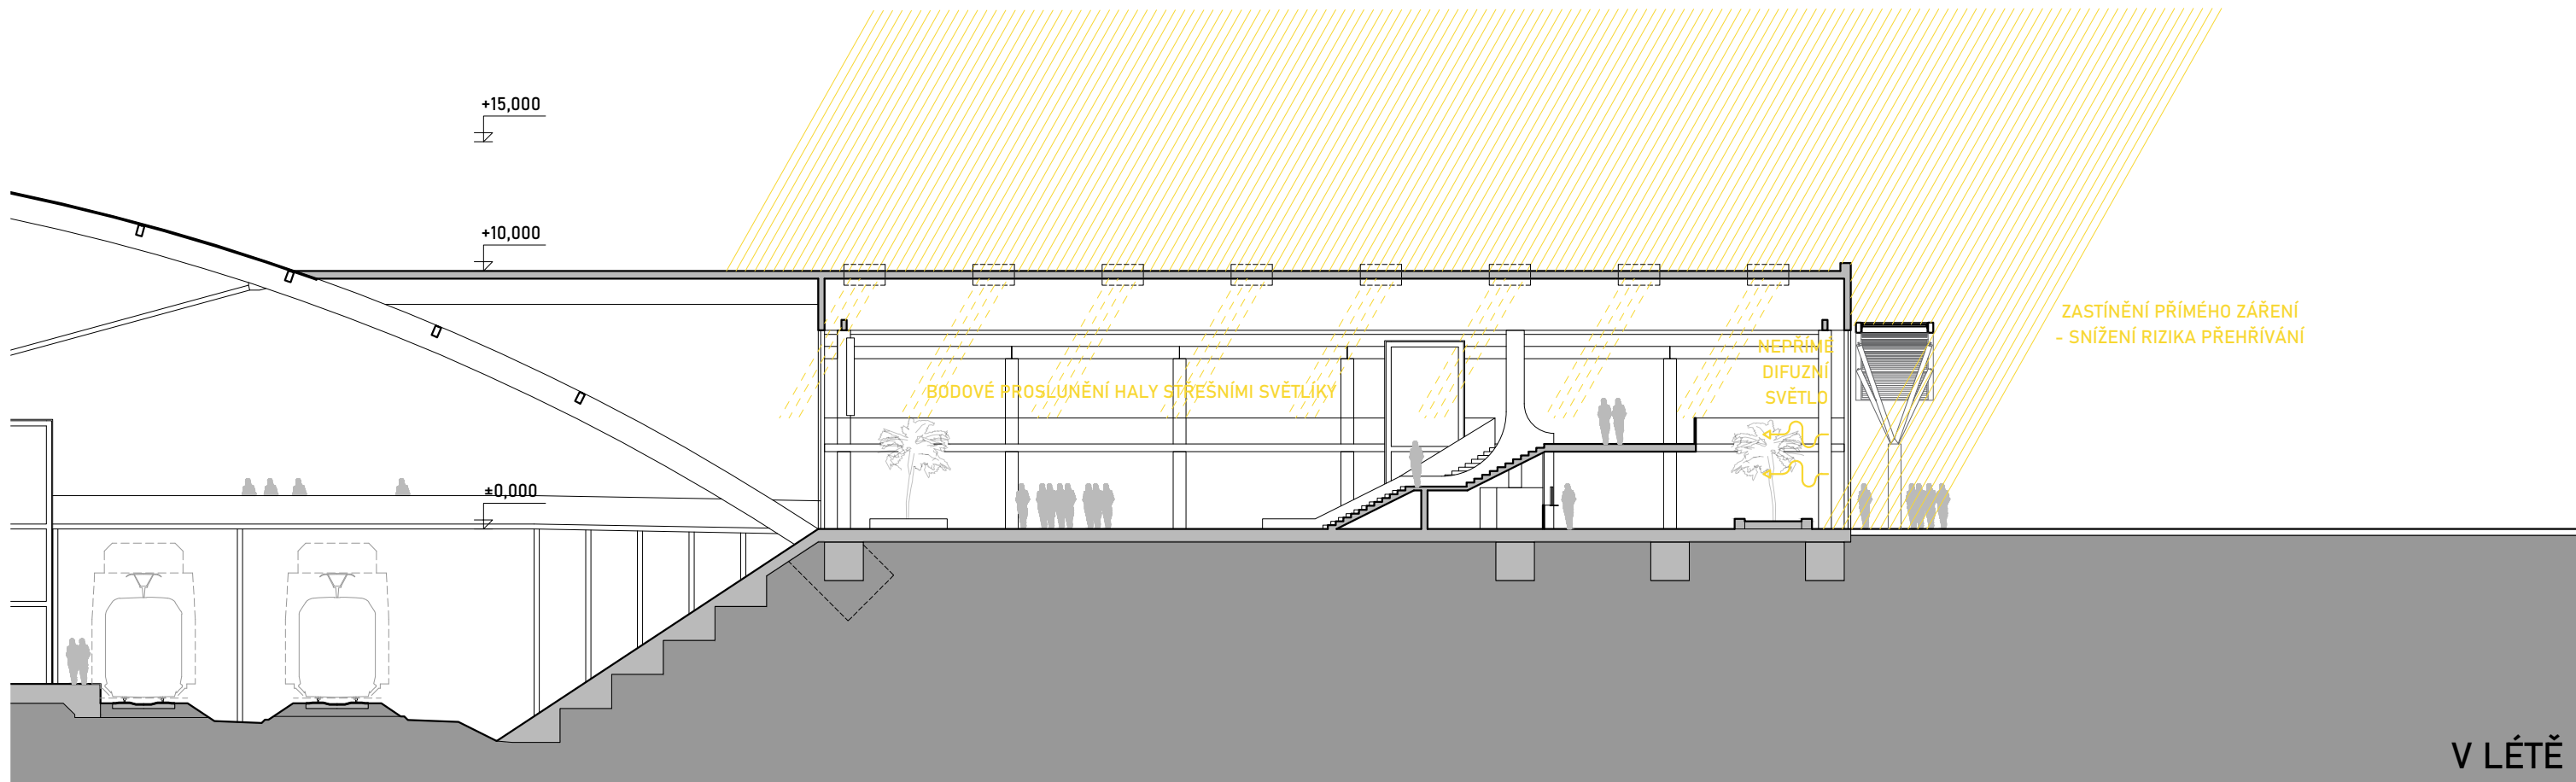 +15,000
+10,000
±0,000
BODOVÉ PROSLUNĚNÍ HALY STŘEŠNÍMI SVĚTLÍKY
NEPŘÍMÉ
DIFUZNÍ
SVĚTLO
ZASTÍNĚNÍ PŘÍMÉHO ZÁŘENÍ
- SNÍŽENÍ RIZIKA PŘEHŘÍVÁNÍ
V LÉTĚ